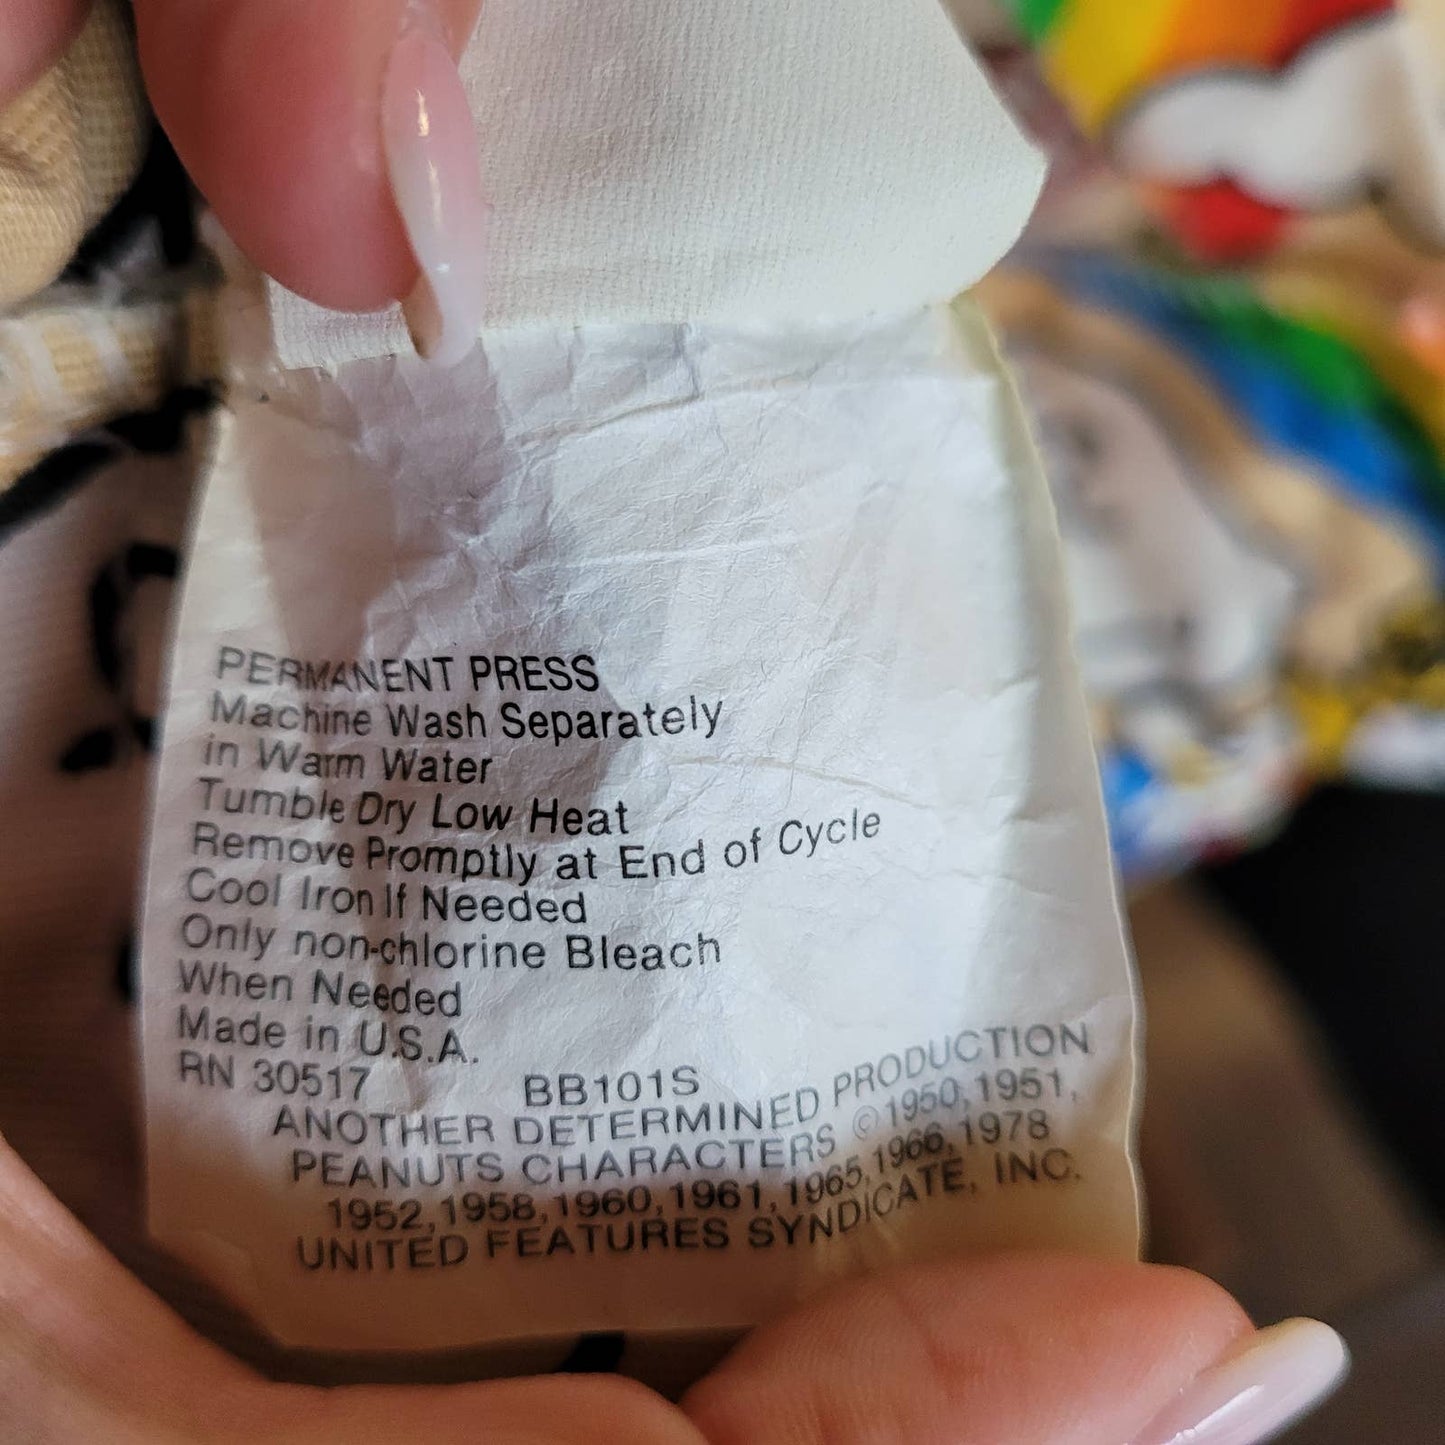 PERMANENT PRESS
Machine Wash Separately
in Warm Water
Tumble Dry Low Heat
Remove Promptly at End of Cycle
Cool Iron If Needed
Only non-chlorine Bleach
When Needed
Made in U.S.A.
RN 30517 BB101S
ANOTHER DETERMINED PRODUCTION
PEANUTS CHARACTERS ©1950, 1951,
1952, 1958, 1960, 1961, 1965, 1966, 1978
UNITED FEATURES SYNDICATE, INC.